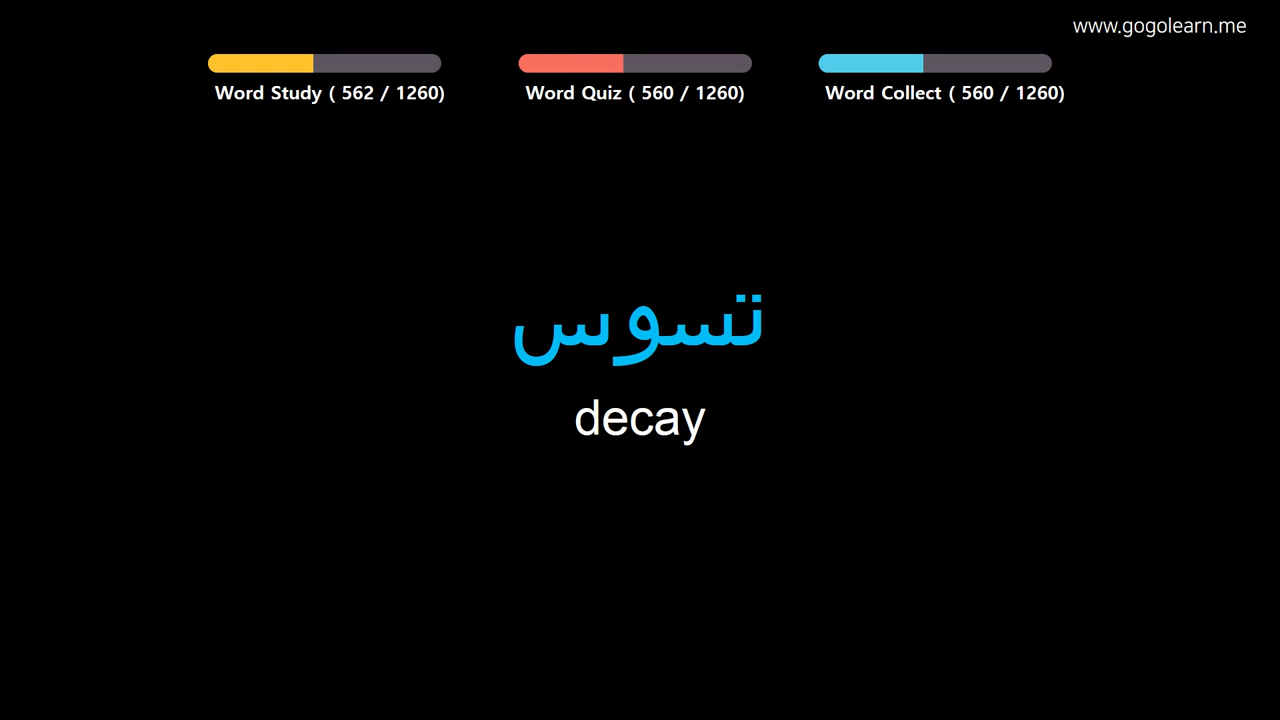 www.gogolearn.me
Word Study ( 562 / 1260)
Word Quiz ( 560 / 1260)
Word Collect ( 560 / 1260)
تسوس
decay